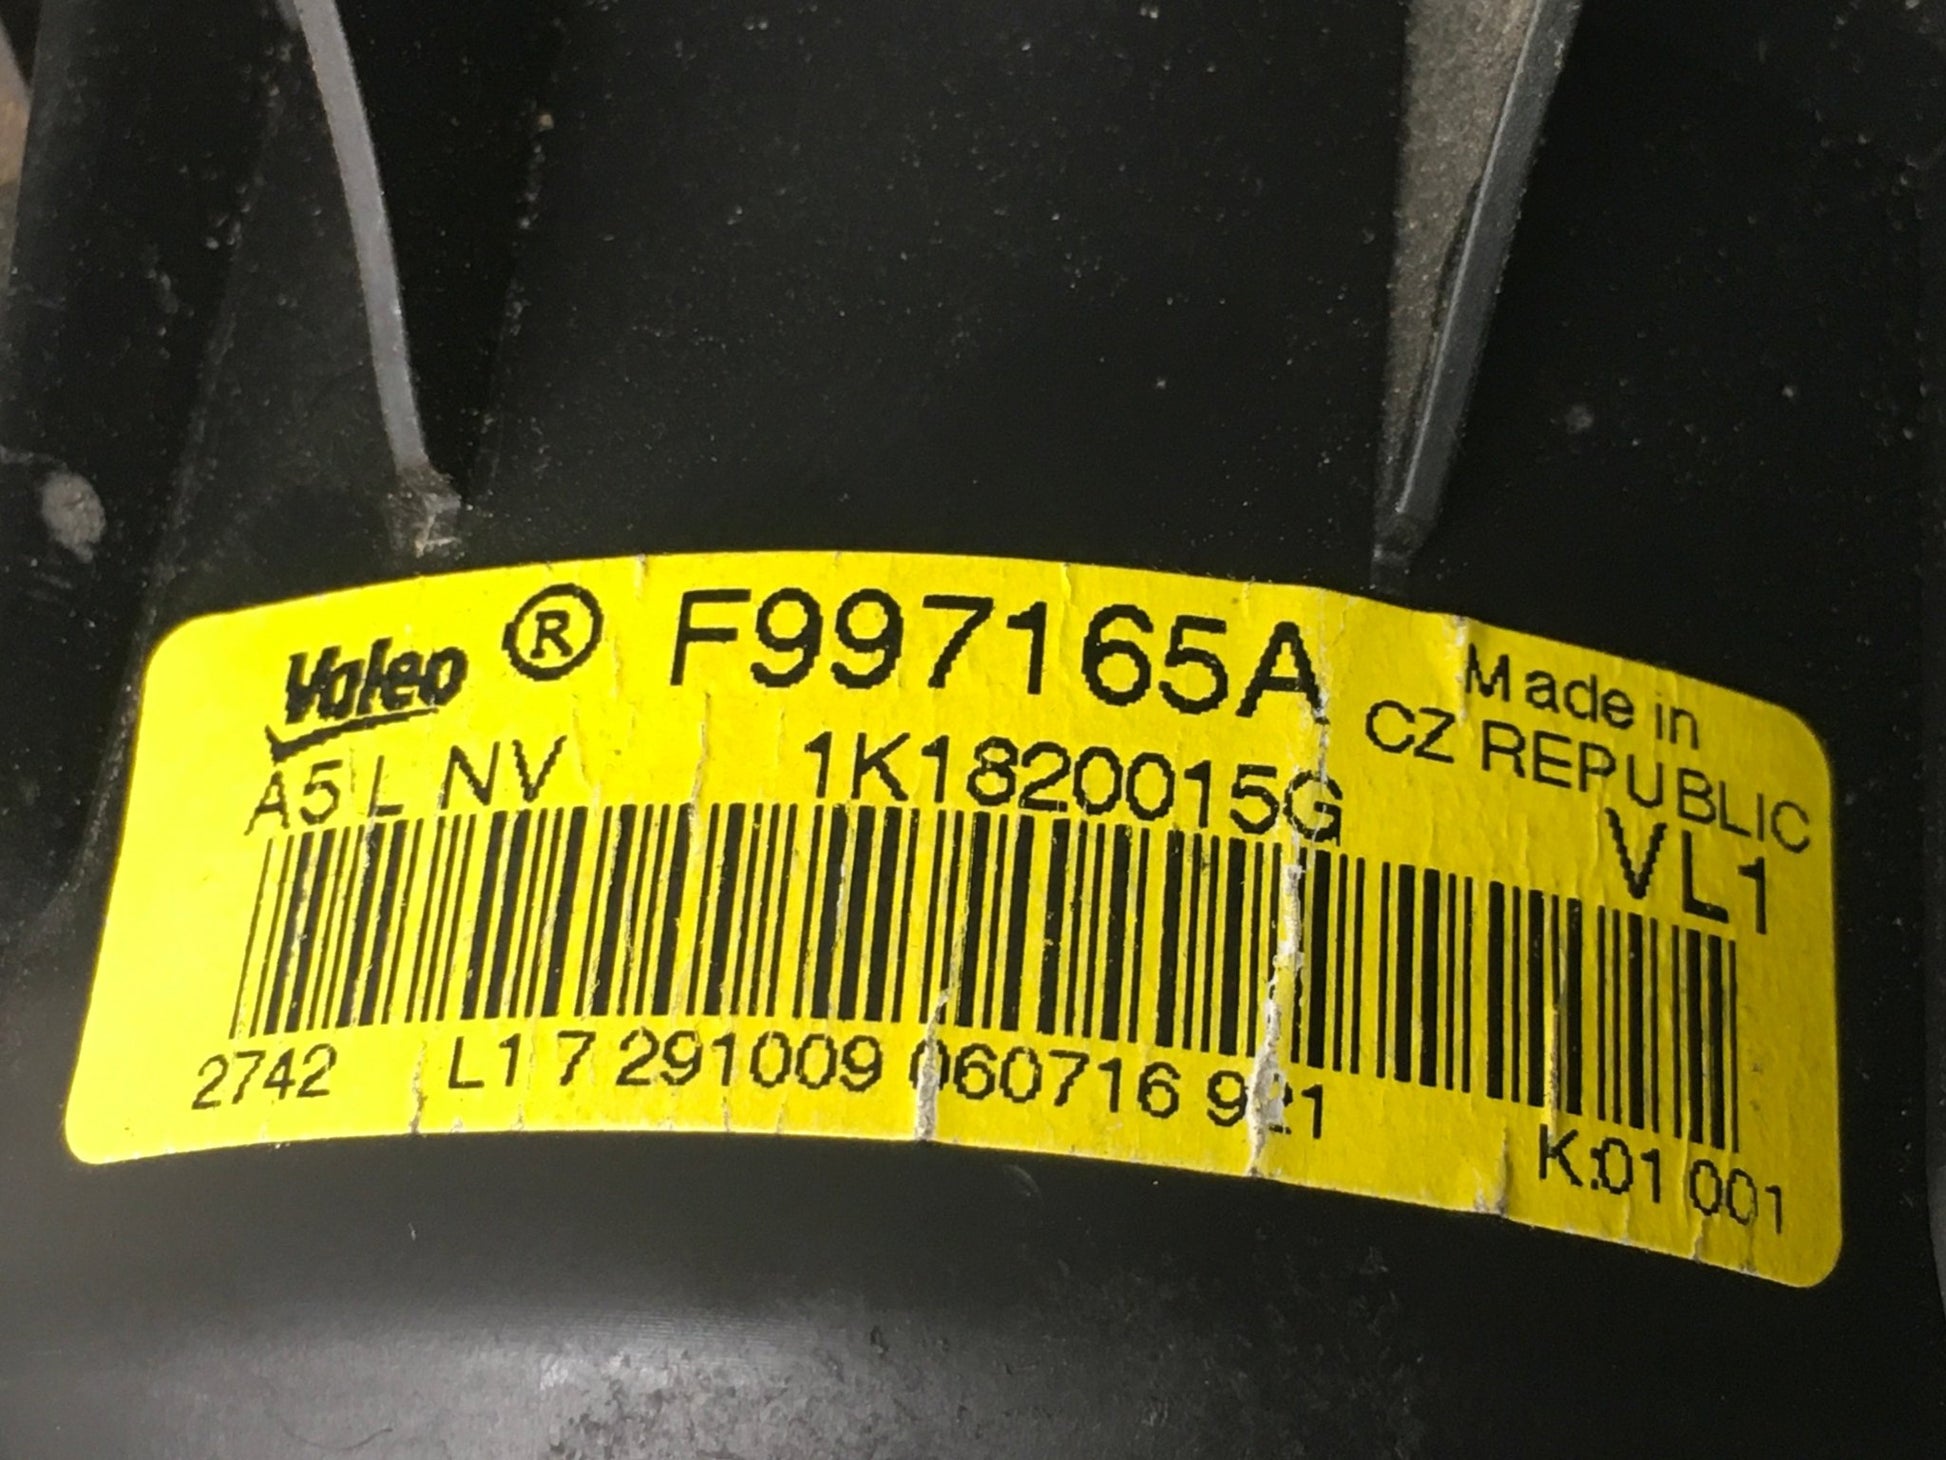 Valeo ® F997165A Made in
A5 L NV 1K1820015G CZ REPUBLIC
VL1
2742 L1 7 291009 060716 921
K:01 001